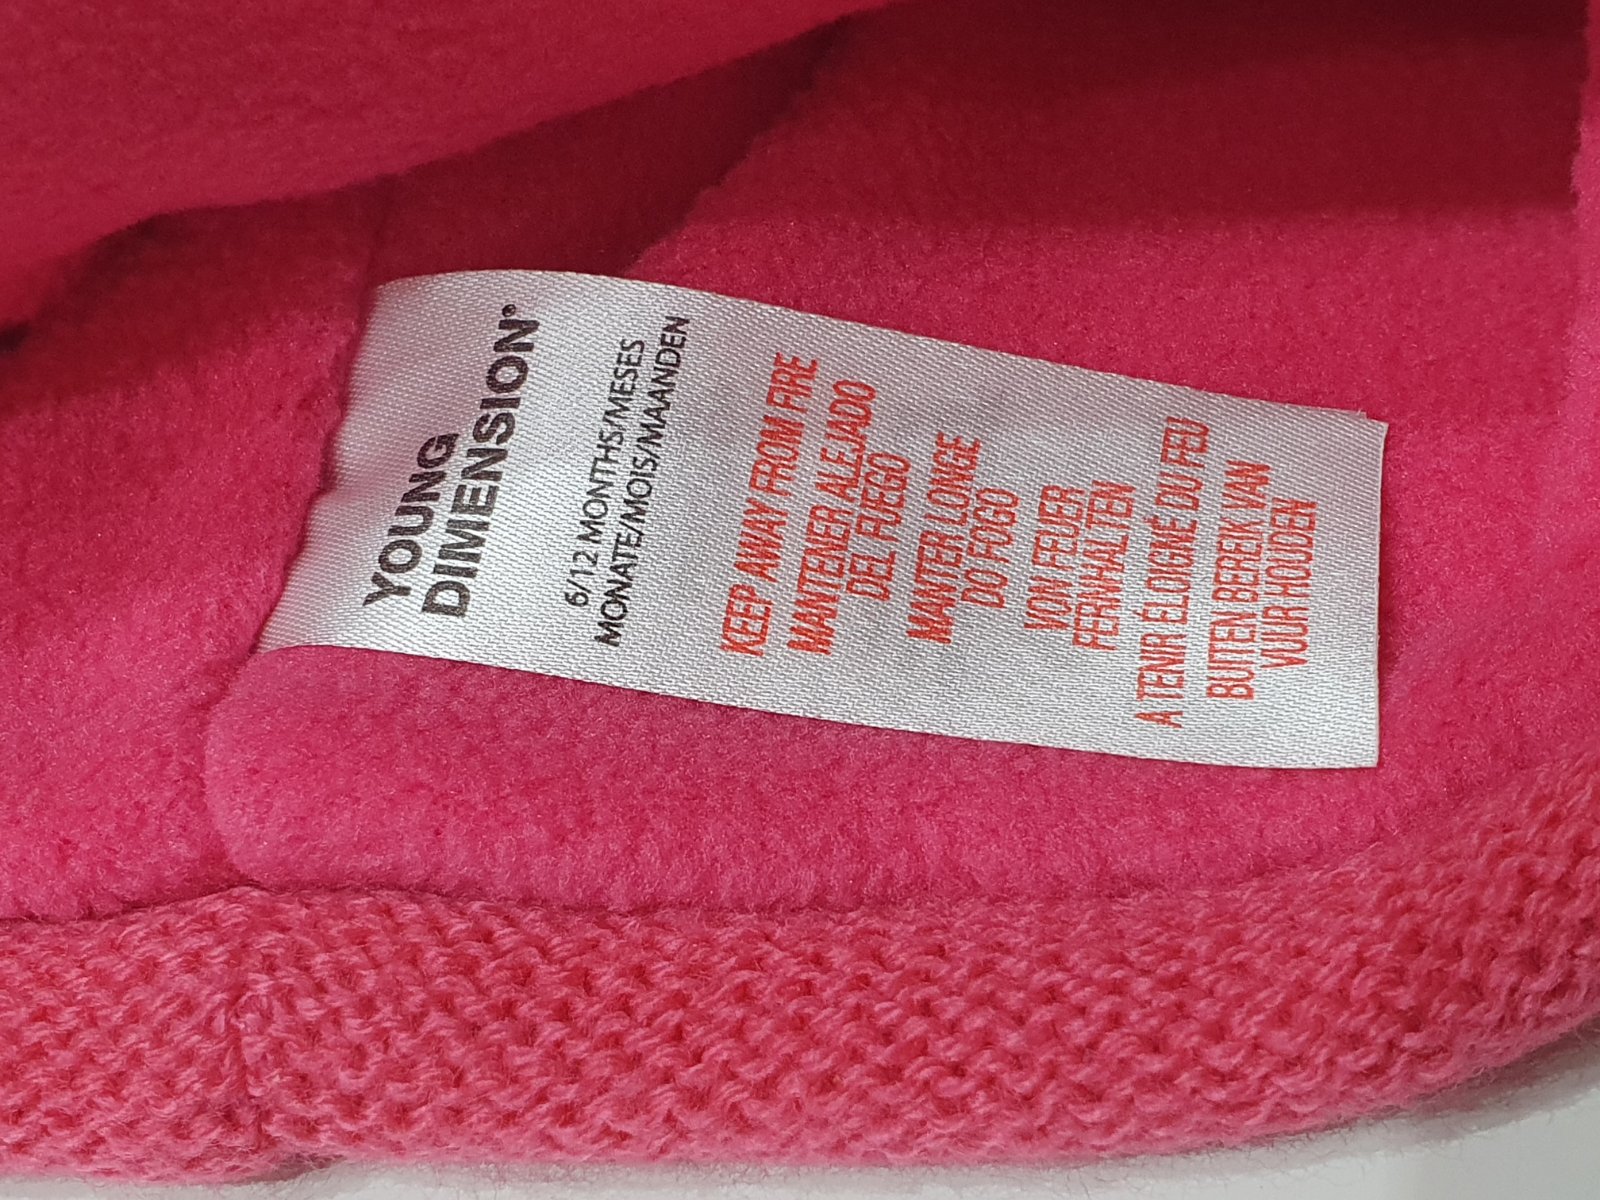 YOUNG
DIMENSION®
6/12 MONTHS/MESES
MONATE/MOIS/MAANDEN
KEEP AWAY FROM FIRE
MANTENER ALEJADO
DEL FUEGO
MANTER LONGE
DO FOGO
VON FEUER
FERNHALTEN
A TENIR ÉLOIGNÉ DU FEU
BUITEN BEREIK VAN
VUUR HOUDEN